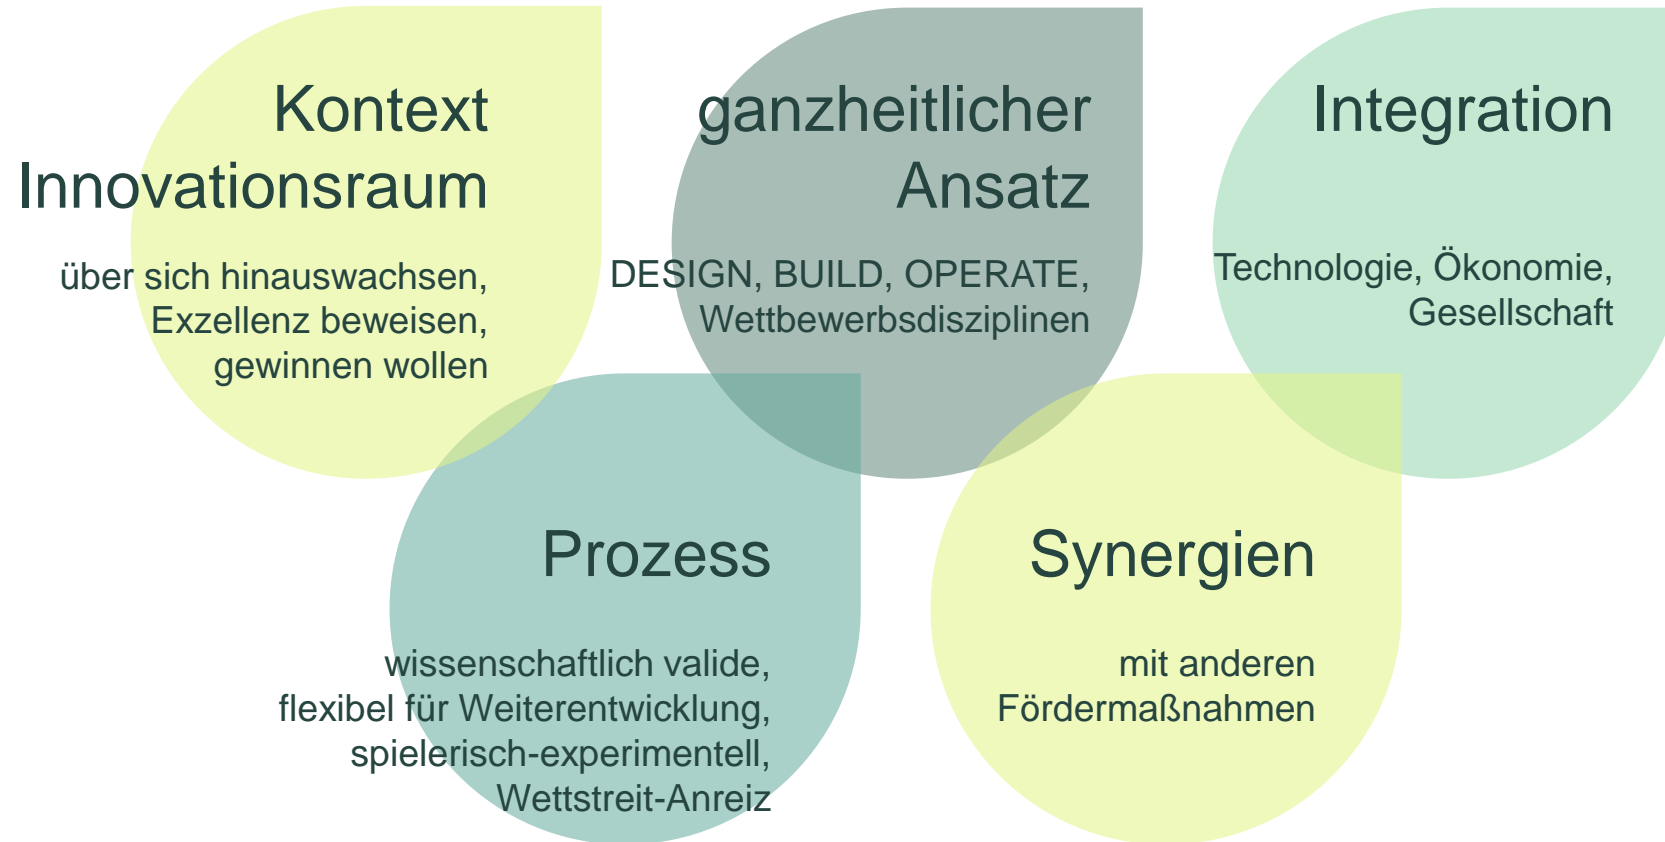 Kontext
Innovationsraum
über sich hinauswachsen,
Exzellenz beweisen,
gewinnen wollen
ganzheitlicher
Ansatz
DESIGN, BUILD, OPERATE,
Wettbewerbsdisziplinen
Integration
Technologie, Ökonomie,
Gesellschaft
Prozess
wissenschaftlich valide,
flexibel für Weiterentwicklung,
spielerisch-experimentell,
Wettstreit-Anreiz
Synergien
mit anderen
Fördermaßnahmen